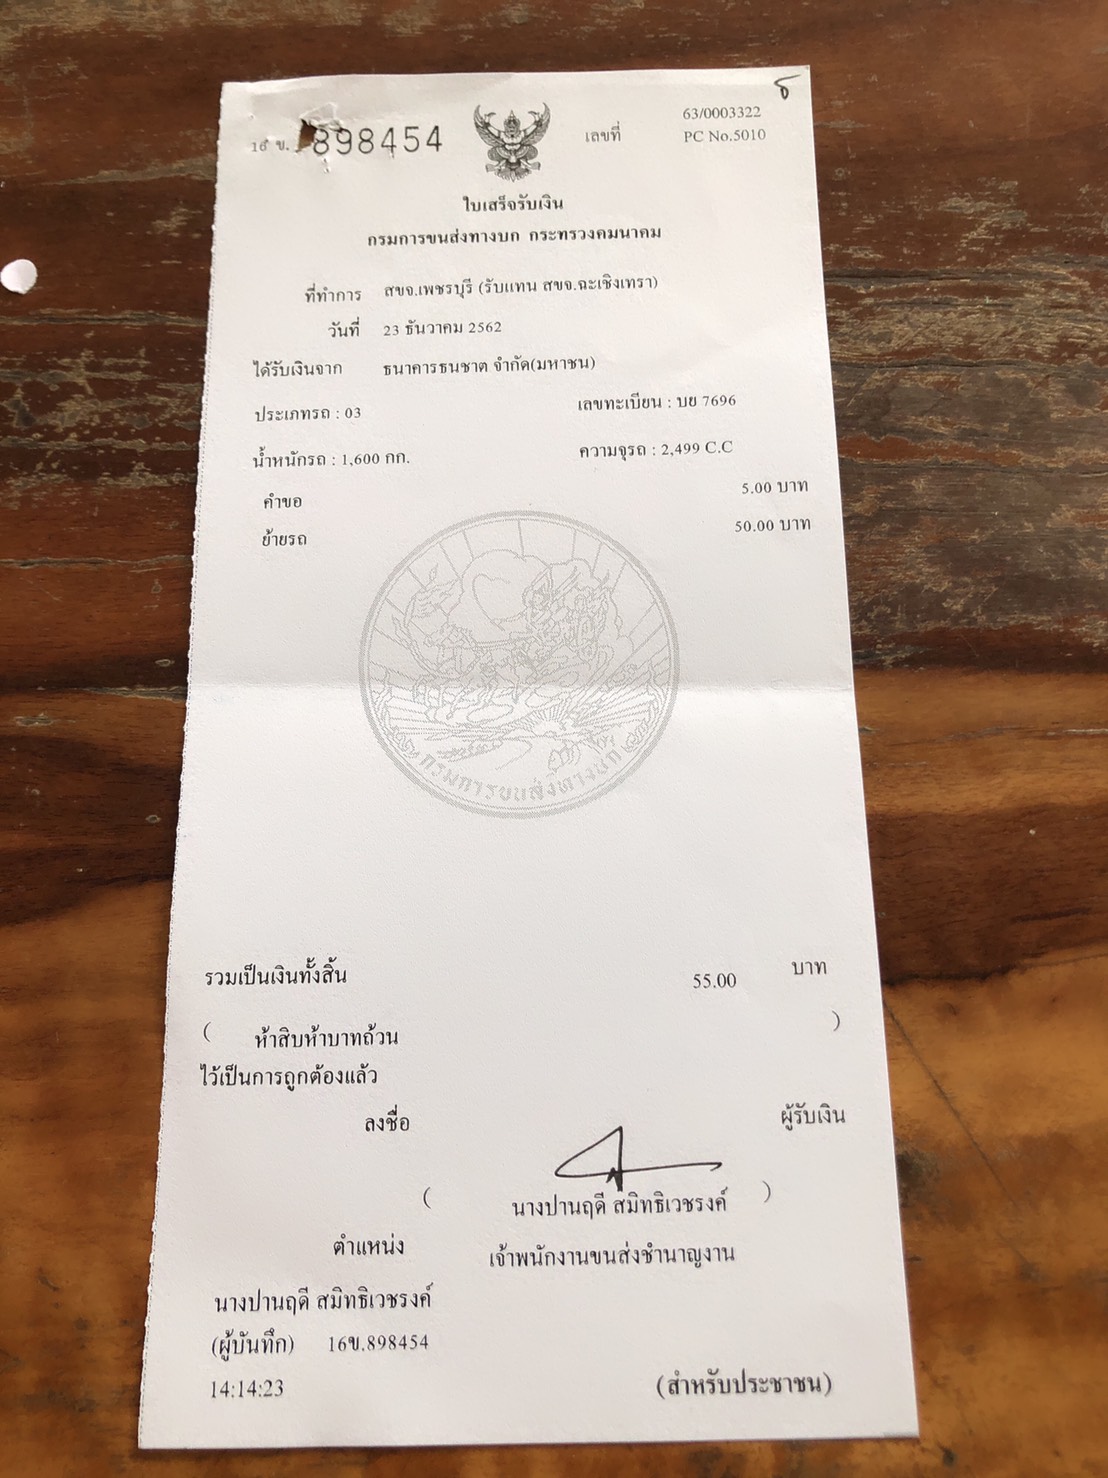 16 ข. 898454
เลขที่ 63/0003322
PC No.5010
ใบเสร็จรับเงิน
กรมการขนส่งทางบก กระทรวงคมนาคม
ที่ทำการ สขจ.เพชรบุรี (รับแทน สขจ.ฉะเชิงเทรา)
วันที่ 23 ธันวาคม 2562
ได้รับเงินจาก ธนาคารธนชาต จำกัด(มหาชน)
ประเภทรถ : 03 เลขทะเบียน : บย 7696
น้ำหนักรถ : 1,600 กก. ความจุรถ : 2,499 C.C
คำขอ 5.00 บาท
ย้ายรถ 50.00 บาท
กรมการขนส่งทางบก
รวมเป็นเงินทั้งสิ้น 55.00 บาท
( ห้าสิบห้าบาทถ้วน )
ไว้เป็นการถูกต้องแล้ว
ลงชื่อ ผู้รับเงิน
( นางปานฤดี สมิทธิเวชรงค์ )
ตำแหน่ง เจ้าพนักงานขนส่งชำนาญงาน
นางปานฤดี สมิทธิเวชรงค์
(ผู้บันทึก) 16ข.898454
14:14:23 (สำหรับประชาชน)